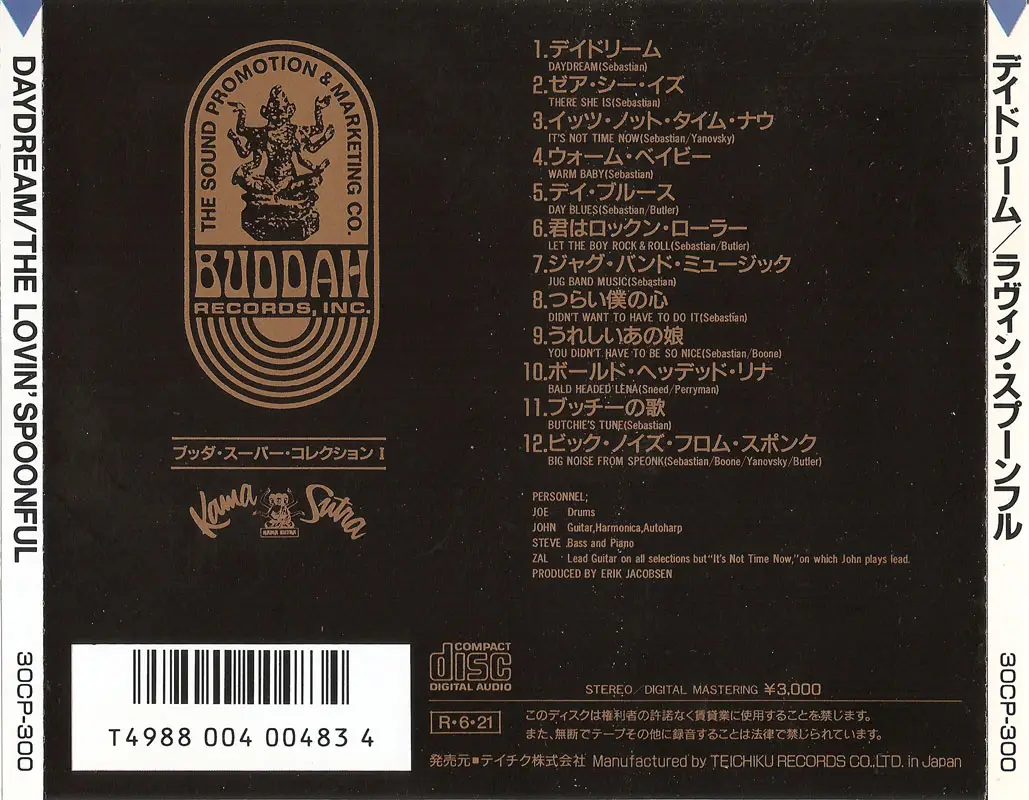 DAYDREAM/THE LOVIN' SPOONFUL
30CP-300
THE SOUND PROMOTION & MARKETING CO.
BUDDAH
RECORDS, INC.
ブッダ・スーパー・コレクション I
Kama Sutra
KAMA SUTRA
1.デイドリーム
DAYDREAM(Sebastian)
2.ゼア・シー・イズ
THERE SHE IS(Sebastian)
3.イッツ・ノット・タイム・ナウ
IT'S NOT TIME NOW(Sebastian/Yanovsky)
4.ウォーム・ベイビー
WARM BABY(Sebastian)
5.デイ・ブルース
DAY BLUES(Sebastian/Butler)
6.君はロックン・ローラー
LET THE BOY ROCK & ROLL(Sebastian/Butler)
7.ジャグ・バンド・ミュージック
JUG BAND MUSIC(Sebastian)
8.つらい僕の心
DIDN'T WANT TO HAVE TO DO IT(Sebastian)
9.うれしいあの娘
YOU DIDN'T HAVE TO BE SO NICE(Sebastian/Boone)
10.ボールド・ヘッデッド・リナ
BALD HEADED LENA(Sneed/Perryman)
11.ブッチーの歌
BUTCHIE'S TUNE(Sebastian)
12.ビック・ノイズ・フロム・スポンク
BIG NOISE FROM SPEONK(Sebastian/Boone/Yanovsky/Butler)
PERSONNEL;
JOE Drums
JOHN Guitar,Harmonica,Autoharp
STEVE Bass and Piano
ZAL Lead Guitar on all selections but "It's Not Time Now," on which John plays lead.
PRODUCED BY ERIK JACOBSEN
T4988 004 00483 4
COMPACT
disc
DIGITAL AUDIO
STEREO/DIGITAL MASTERING ¥3,000
R・6・21
このディスクは権利者の許諾なく賃貸業に使用することを禁じます。
また、無断でテープその他に録音することは法律で禁じられています。
発売元■テイチク株式会社 Manufactured by TEICHIKU RECORDS CO.,LTD. in Japan
デイドリーム/ラヴィン・スプーンフル
30CP-300